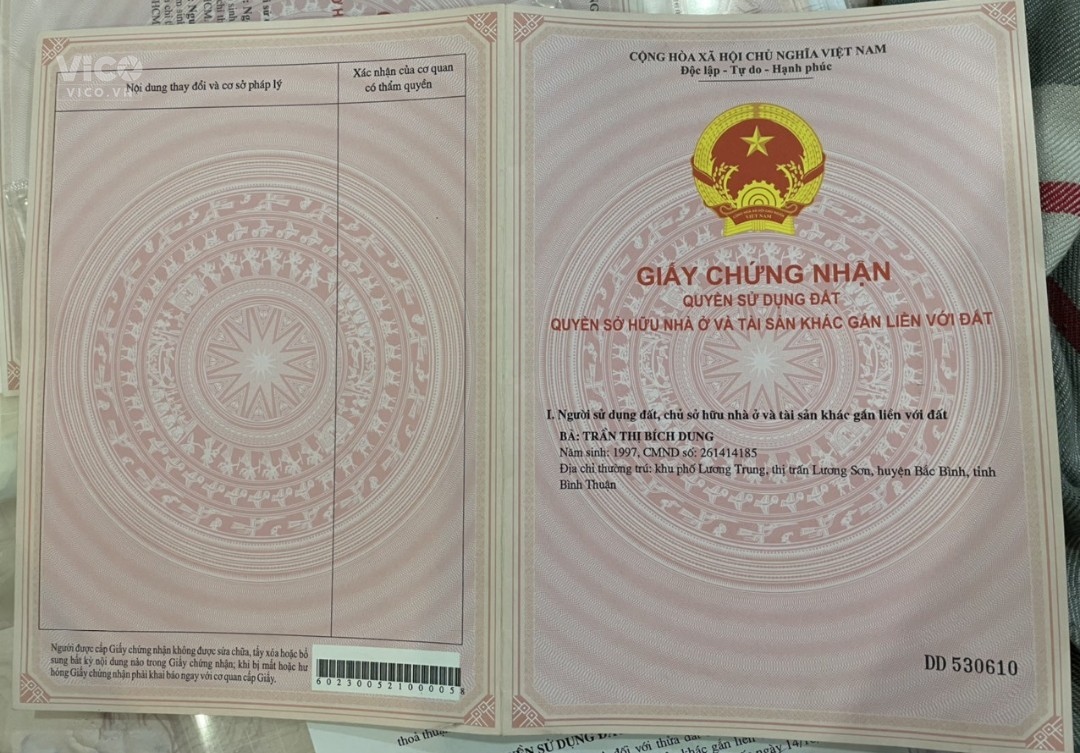 VICO
VICO.VN
Nội dung thay đổi và cơ sở pháp lý
Xác nhận của cơ quan
có thẩm quyền
Người được cấp Giấy chứng nhận không được sửa chữa, tẩy xóa hoặc bổ
sung bất kỳ nội dung nào trong Giấy chứng nhận; khi bị mất hoặc hư
hỏng Giấy chứng nhận phải khai báo ngay với cơ quan cấp Giấy.
602300521000058
CỘNG HÒA XÃ HỘI CHỦ NGHĨA VIỆT NAM
Độc lập - Tự do - Hạnh phúc
VIỆT NAM
GIẤY CHỨNG NHẬN
QUYỀN SỬ DỤNG ĐẤT
QUYỀN SỞ HỮU NHÀ Ở VÀ TÀI SẢN KHÁC GẮN LIỀN VỚI ĐẤT
I. Người sử dụng đất, chủ sở hữu nhà ở và tài sản khác gắn liền với đất
BÀ: TRẦN THỊ BÍCH DUNG
Năm sinh: 1997, CMND số: 261414185
Địa chỉ thường trú: khu phố Lương Trung, thị trấn Lương Sơn, huyện Bắc Bình, tỉnh
Bình Thuận
DD 530610